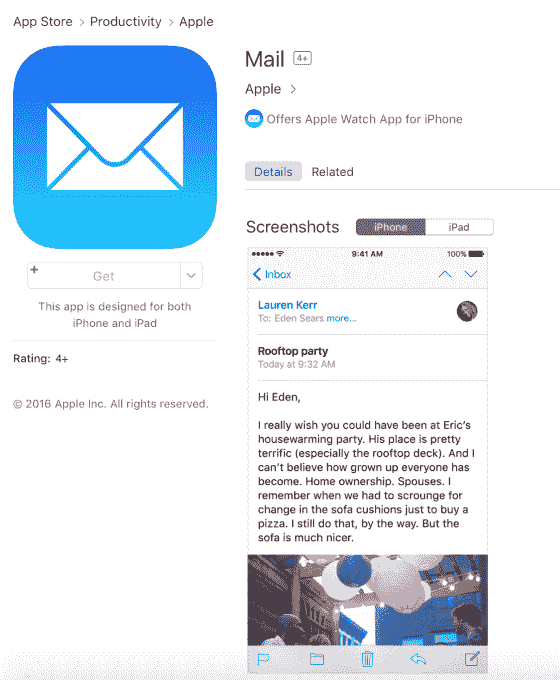 App Store > Productivity > Apple
Mail 4+
Apple >
Offers Apple Watch App for iPhone
Details Related
Screenshots iPhone iPad
+ Get
This app is designed for both
iPhone and iPad
Rating: 4+
© 2016 Apple Inc. All rights reserved.
9:41 AM 100%
Inbox
Lauren Kerr
To: Eden Sears more...
Rooftop party
Today at 9:32 AM
Hi Eden,
I really wish you could have been at Eric's
housewarming party. His place is pretty
terrific (especially the rooftop deck). And I
can't believe how grown up everyone has
become. Home ownership. Spouses. I
remember when we had to scrounge for
change in the sofa cushions just to buy a
pizza. I still do that, by the way. But the
sofa is much nicer.